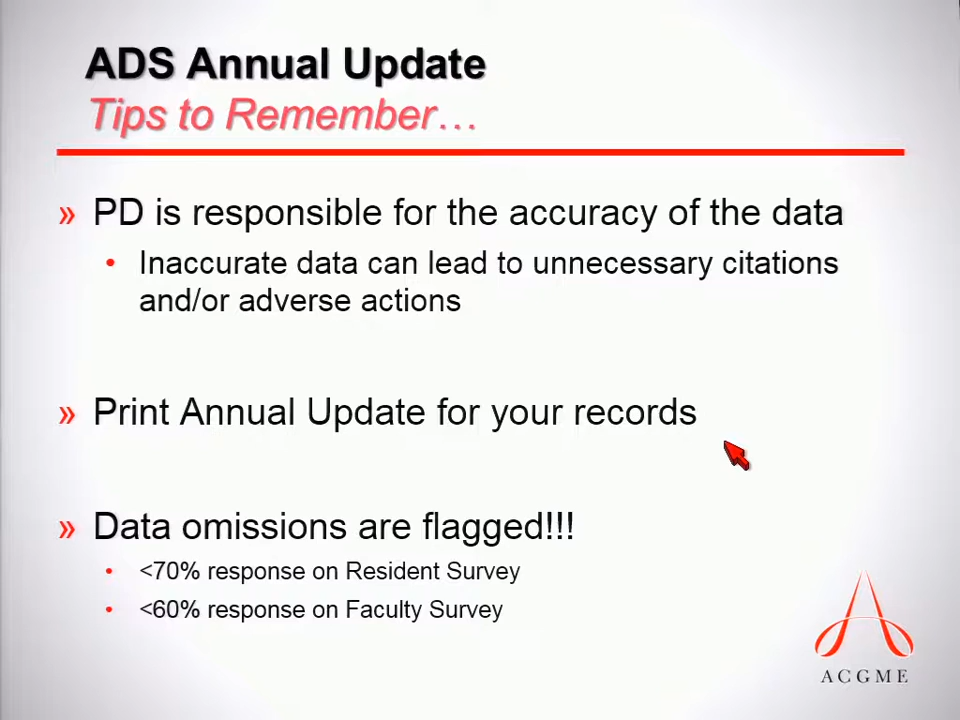 ADS Annual Update
Tips to Remember…
» PD is responsible for the accuracy of the data
• Inaccurate data can lead to unnecessary citations
and/or adverse actions
» Print Annual Update for your records
» Data omissions are flagged!!!
• <70% response on Resident Survey
• <60% response on Faculty Survey
ACGME